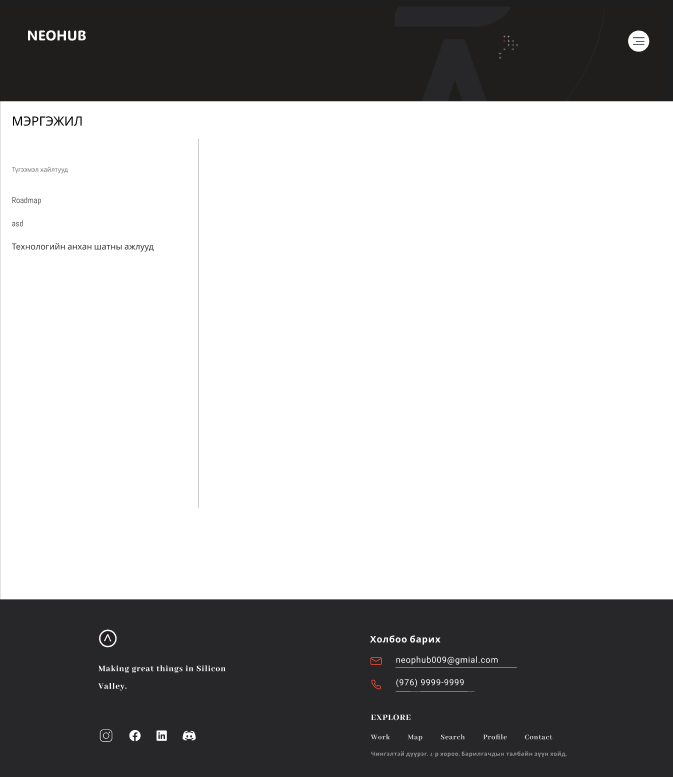 NEOHUB
МЭРГЭЖИЛ
Түгээмэл хайлтууд
Roadmap
asd
Технологийн анхан шатны ажлууд
Making great things in Silicon
Valley.
Холбоо барих
neophub009@gmial.com
(976) 9999-9999
EXPLORE
Work Map Search Profile Contact
Чингэлтэй дүүрэг. 1 р хороо. Барилгачдын талбайн зүүн хойд.